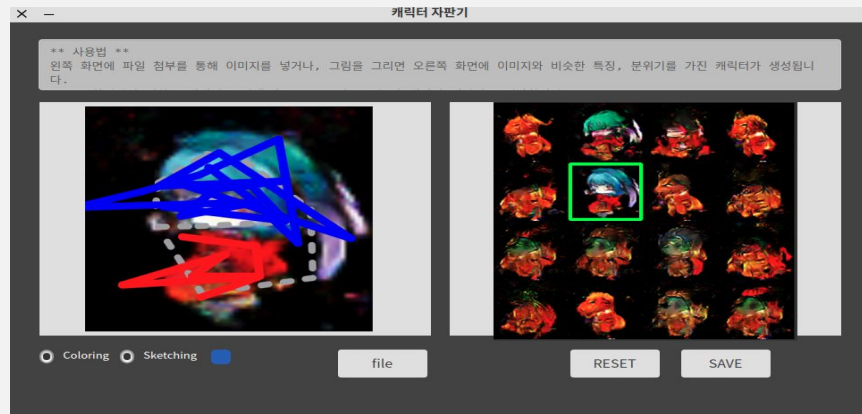 캐릭터 자판기
** 사용법 **
왼쪽 화면에 파일 첨부를 통해 이미지를 넣거나, 그림을 그리면 오른쪽 화면에 이미지와 비슷한 특징, 분위기를 가진 캐릭터가 생성됩니
다.
Coloring
Sketching
file
RESET
SAVE